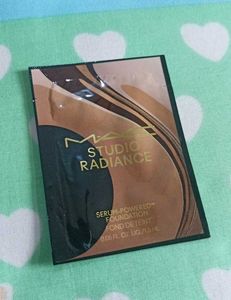 MAC
STUDIO
RADIANCE
SERUM-POWERED™
FOUNDATION
FOND DE TEINT